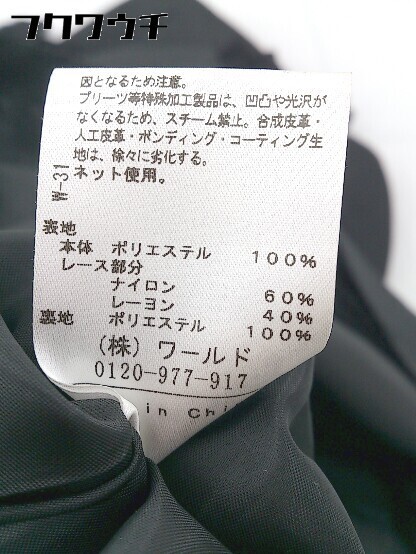 フクワウチ
図となるため注意。
プリーツ等特殊加工製品は、凹凸や光沢が
なくなるため、スチーム禁止。合成皮革・
人工皮革・ボンディング・コーティング生
地は、徐々に劣化する。
ネット使用。
W-31
表地
本体 ポリエステル 100%
レース部分
ナイロン 60%
レーヨン 40%
裏地 ポリエステル 100%
(株) ワールド
0120-977-917
in Chi